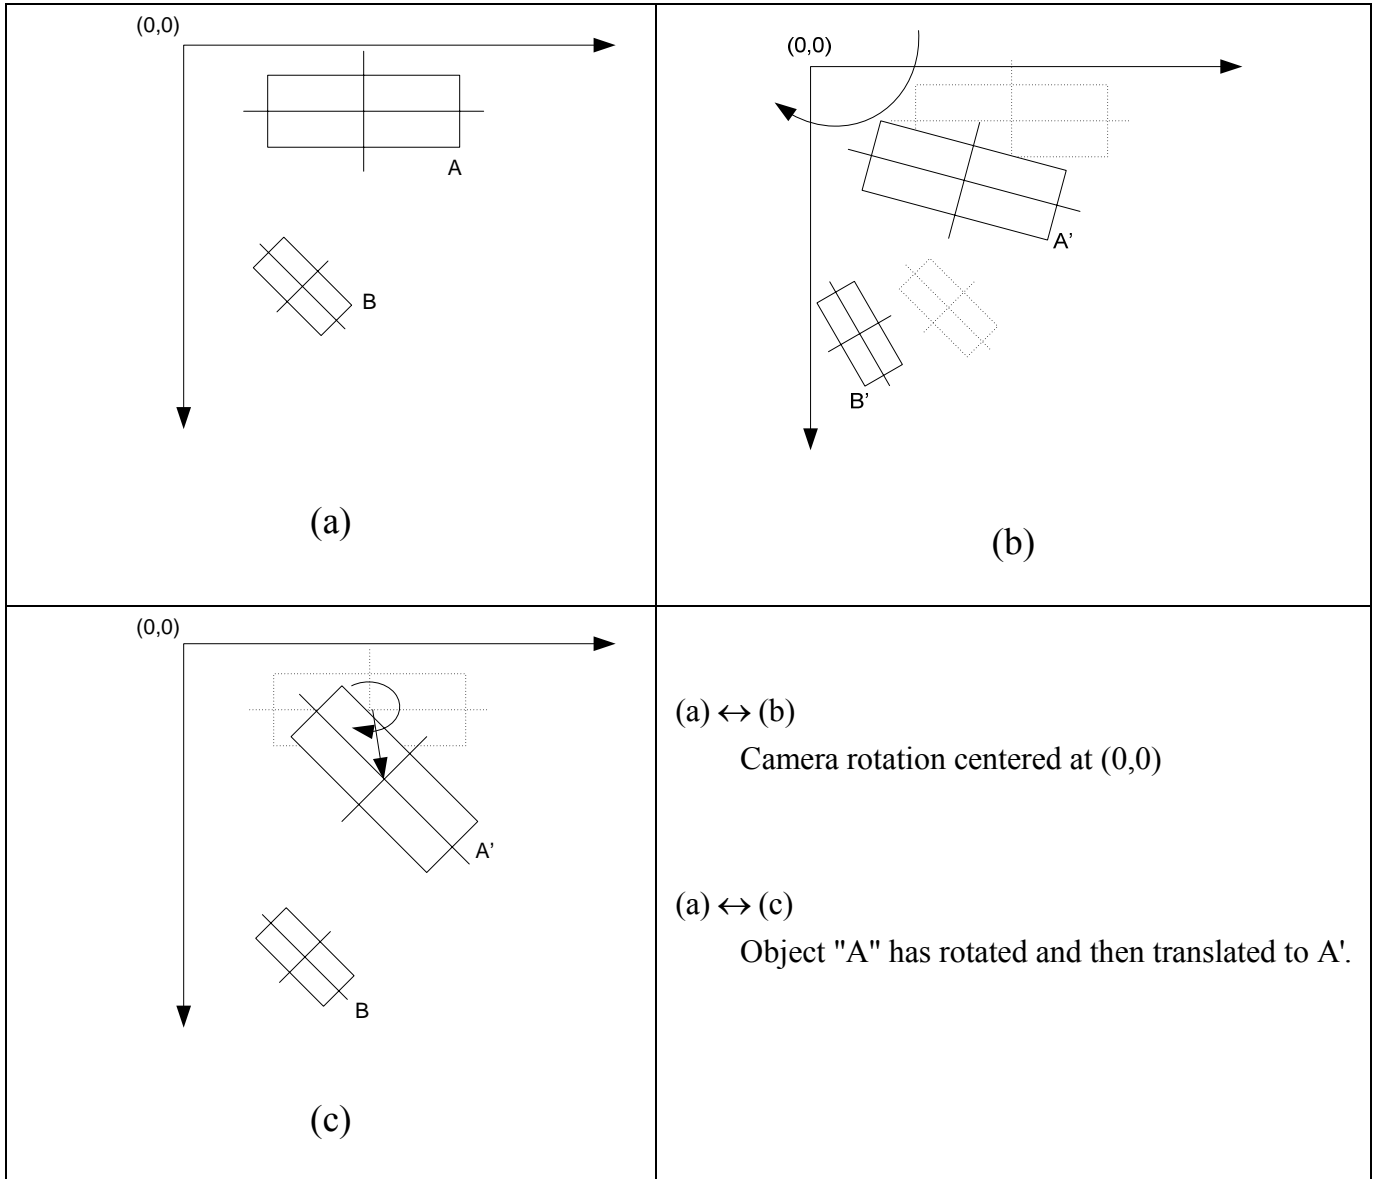 (0,0)
A
B
(a)
(0,0)
A’
B’
(b)
(0,0)
A’
B
(c)
(a) ↔ (b)
Camera rotation centered at (0,0)
(a) ↔ (c)
Object "A" has rotated and then translated to A'.